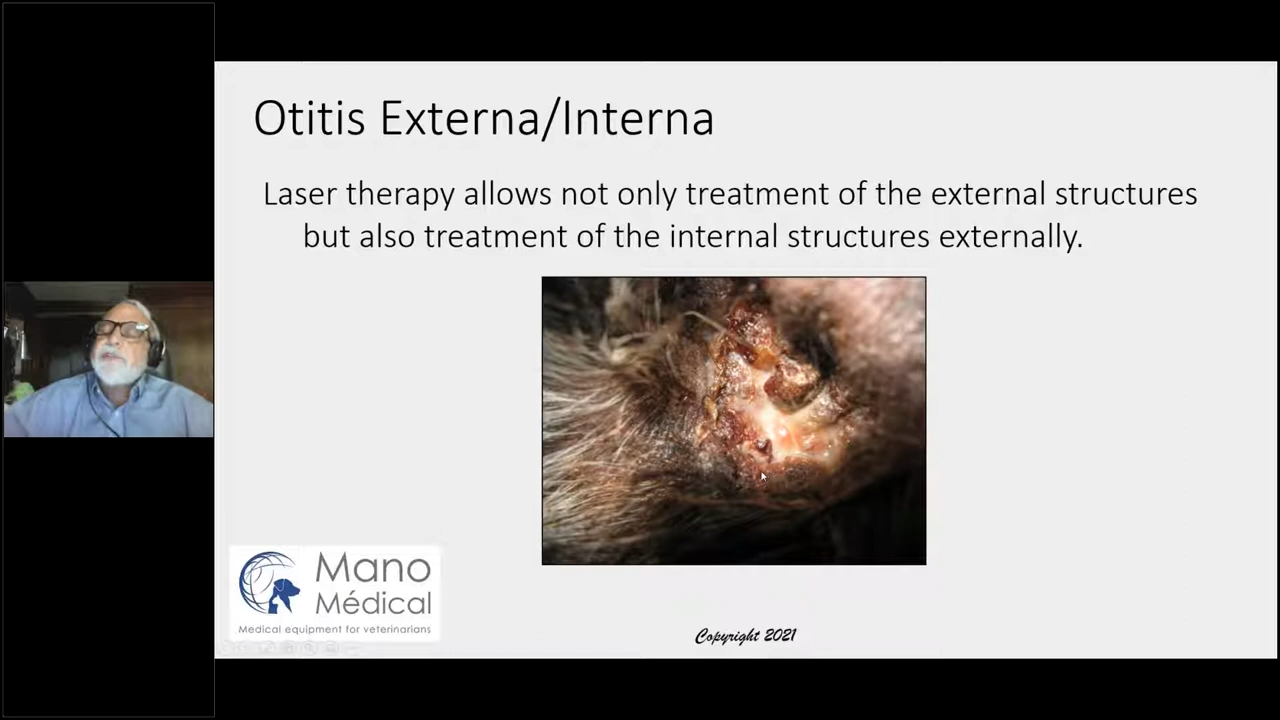 Otitis Externa/Interna
Laser therapy allows not only treatment of the external structures
but also treatment of the internal structures externally.
Mano
Médical
Medical equipment for veterinarians
Copyright 2021